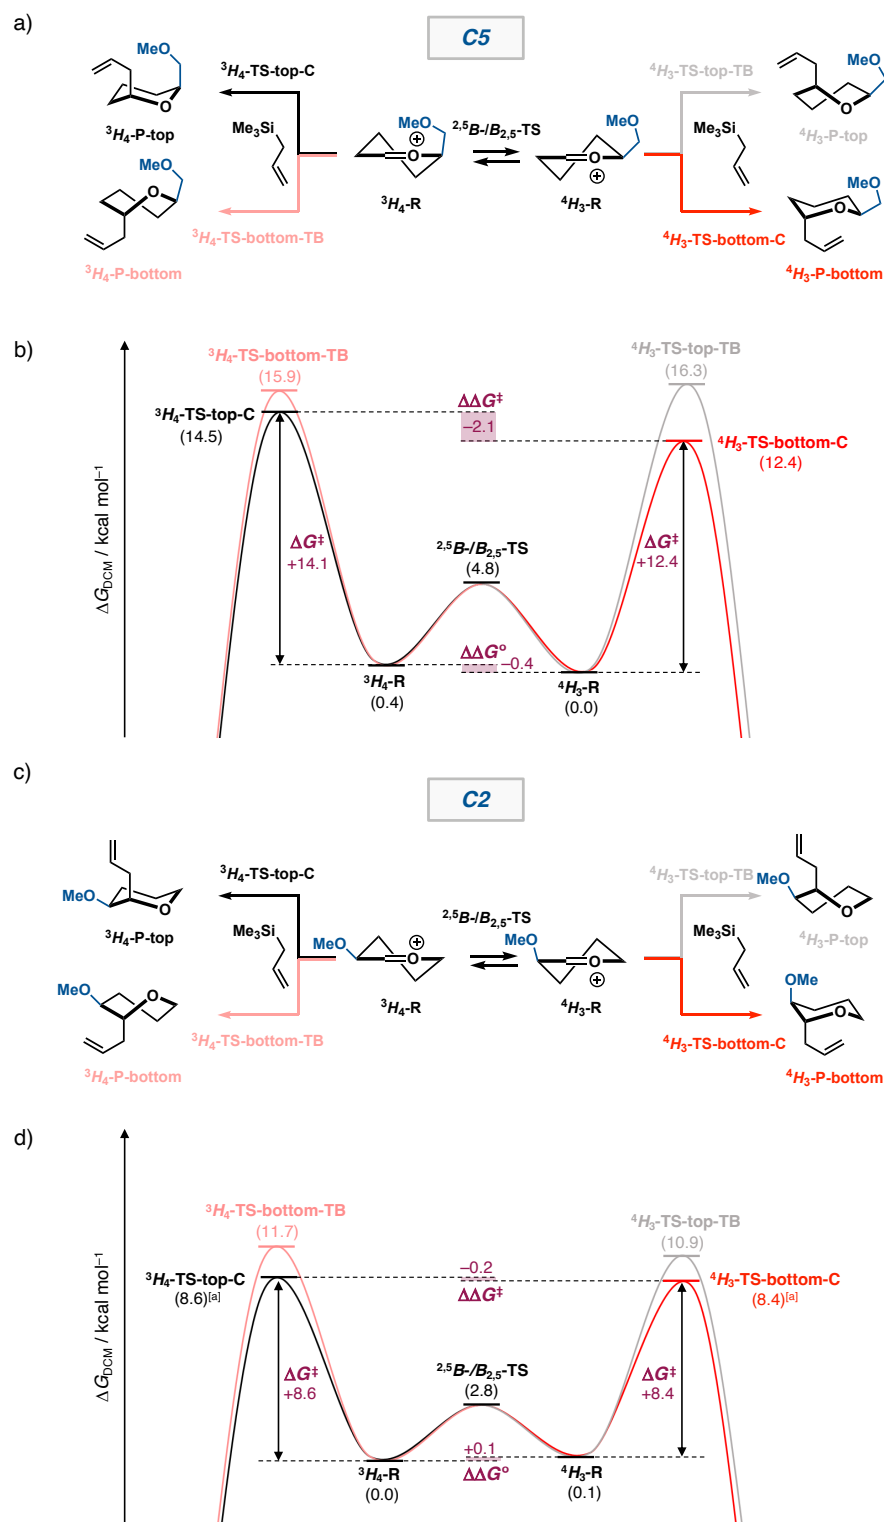 a)
C5
MeO
³H₄-TS-top-C
³H₄-P-top
Me₃Si
MeO
³H₄-R
²,⁵B-/B₂,₅-TS
MeO
⁴H₃-R
⁴H₃-TS-top-TB
Me₃Si
MeO
⁴H₃-P-top
MeO
³H₄-TS-bottom-TB
³H₄-P-bottom
⁴H₃-TS-bottom-C
MeO
⁴H₃-P-bottom
b)
ΔG_DCM / kcal mol⁻¹
³H₄-TS-bottom-TB
(15.9)
³H₄-TS-top-C
(14.5)
ΔΔG‡
−2.1
⁴H₃-TS-top-TB
(16.3)
⁴H₃-TS-bottom-C
(12.4)
ΔG‡
+14.1
²,⁵B-/B₂,₅-TS
(4.8)
ΔG‡
+12.4
ΔΔG°
−0.4
³H₄-R
(0.4)
⁴H₃-R
(0.0)
c)
C2
MeO
³H₄-TS-top-C
³H₄-P-top
Me₃Si
MeO
³H₄-R
²,⁵B-/B₂,₅-TS
MeO
⁴H₃-R
⁴H₃-TS-top-TB
Me₃Si
MeO
⁴H₃-P-top
MeO
³H₄-TS-bottom-TB
³H₄-P-bottom
⁴H₃-TS-bottom-C
OMe
⁴H₃-P-bottom
d)
ΔG_DCM / kcal mol⁻¹
³H₄-TS-bottom-TB
(11.7)
³H₄-TS-top-C
(8.6)[a]
−0.2
ΔΔG‡
⁴H₃-TS-top-TB
(10.9)
⁴H₃-TS-bottom-C
(8.4)[a]
ΔG‡
+8.6
²,⁵B-/B₂,₅-TS
(2.8)
ΔG‡
+8.4
+0.1
ΔΔG°
³H₄-R
(0.0)
⁴H₃-R
(0.1)